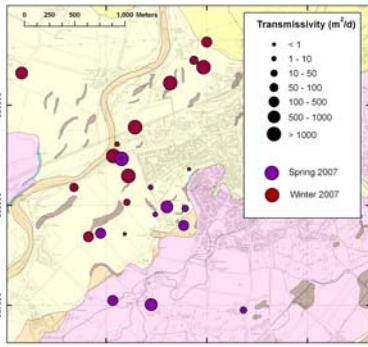 0 250 500 1,000 Meters
Transmissivity (m²/d)
< 1
1 - 10
10 - 50
50 - 100
100 - 500
500 - 1000
> 1000
Spring 2007
Winter 2007